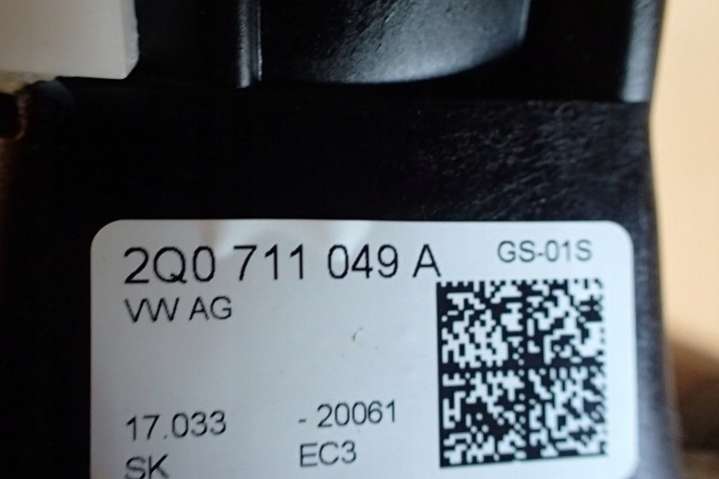 2Q0 711 049 A GS-01S
VW AG
17.033 - 20061
SK EC3